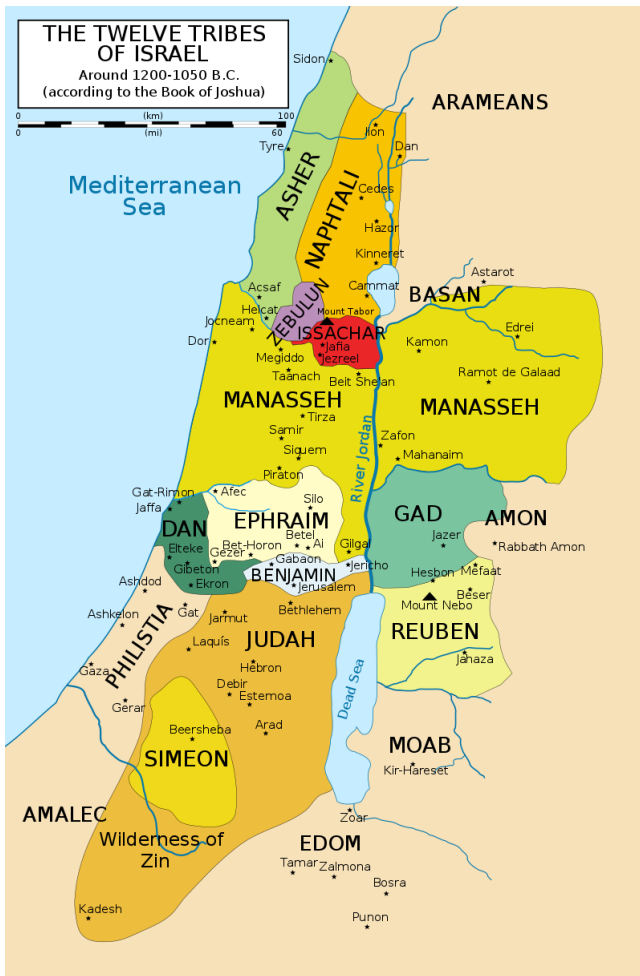 THE TWELVE TRIBES
OF ISRAEL
Around 1200-1050 B.C.
(according to the Book of Joshua)
0 (km) 100
0 (mi) 60
Sidon
ARAMEANS
Ilon
Tyre
Dan
ASHER
Mediterranean
Sea
NAPHTALI
Cedes
Hazor
Kinneret
Astarot
Acsaf
Cammat
BASAN
Helcat
ZEBULUN
Mount Tabor
Jocneam
ISSACHAR
Edrei
Dor
Jafia
Kamon
Megiddo
Jezreel
Taanach
Beit Shean
Ramot de Galaad
MANASSEH
MANASSEH
Tirza
Samir
River Jordan
Zafon
Siquem
Mahanaim
Piraton
Gat-Rimon
Afec
Jaffa
Silo
DAN
EPHRAIM
GAD
AMON
Betel
Jazer
Elteke
Bet-Horon
Ai
Gilgal
Rabbath Amon
Gezer
Gabaon
Gibeton
BENJAMIN
Jericho
Mefaat
Hesbon
Ashdod
Ekron
Jerusalem
Beser
Mount Nebo
Gat
Bethlehem
Ashkelon
Jarmut
PHILISTIA
JUDAH
REUBEN
Laquís
Jahaza
Gaza
Hebron
Debir
Dead Sea
Estemoa
Gerar
Beersheba
Arad
MOAB
SIMEON
Kir-Hareset
AMALEC
Zoar
Wilderness of
Zin
EDOM
Tamar
Zalmona
Bosra
Kadesh
Punon